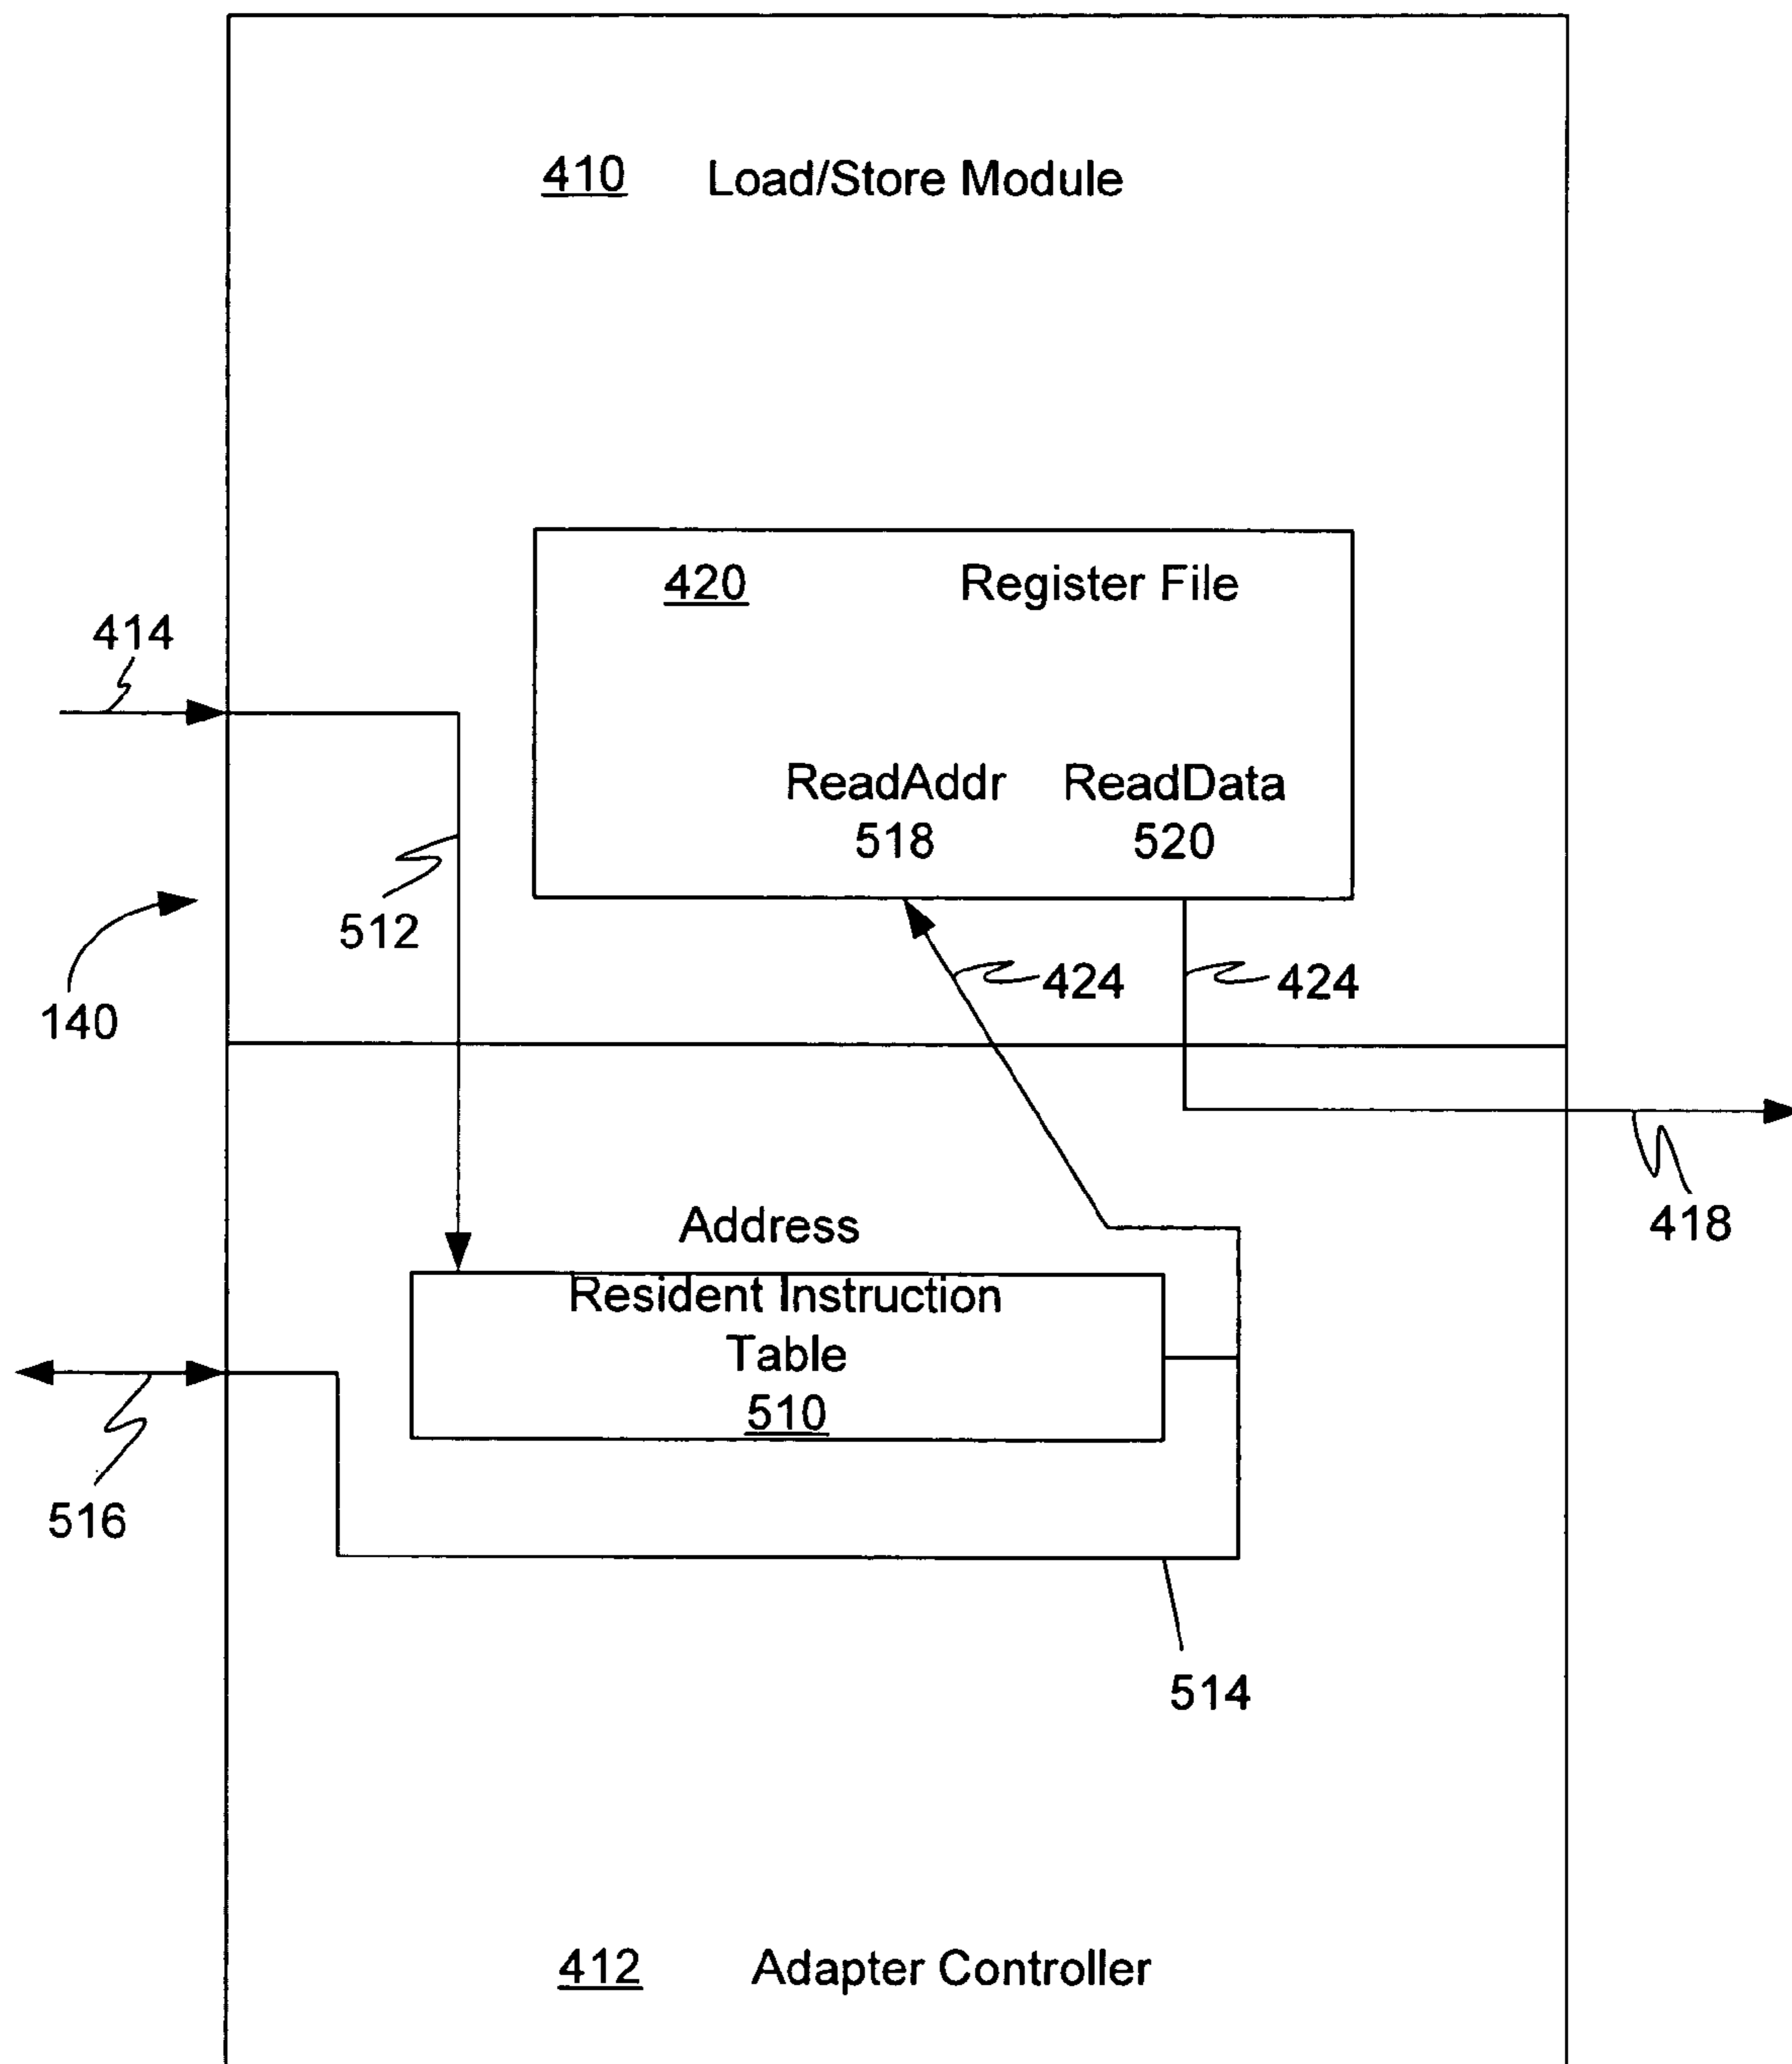 410 Load/Store Module
420 Register File
414
ReadAddr ReadData
518 520
512
424 424
140
418
Address
Resident Instruction
Table
510
516
514
412 Adapter Controller